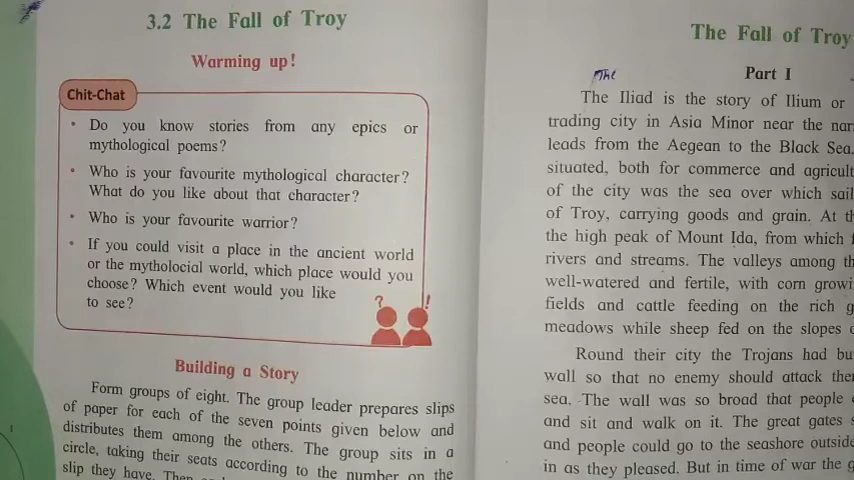 3.2 The Fall of Troy
Warming up!
Chit-Chat
• Do you know stories from any epics or
mythological poems?
• Who is your favourite mythological character?
What do you like about that character?
• Who is your favourite warrior?
• If you could visit a place in the ancient world
or the mytholocial world, which place would you
choose? Which event would you like
to see?
? !
Building a Story
Form groups of eight. The group leader prepares slips
of paper for each of the seven points given below and
distributes them among the others. The group sits in a
circle, taking their seats according to the number on the
slip they have.
The Fall of Troy
Part I
The
The Iliad is the story of Ilium or
trading city in Asia Minor near the
leads from the Aegean to the Black Sea.
situated, both for commerce and
of the city was the sea over which
of Troy, carrying goods and grain. At
the high peak of Mount Ida, from which
rivers and streams. The valleys among
well-watered and fertile, with corn
fields and cattle feeding on the rich
meadows while sheep fed on the slopes
Round their city the Trojans had
wall so that no enemy should attack
sea. The wall was so broad that people
and sit and walk on it. The great gates
and people could go to the seashore
in as they pleased. But in time of war the